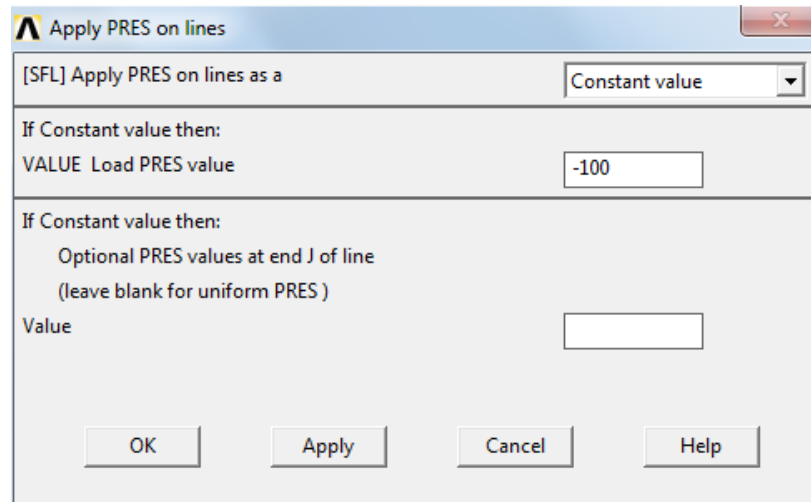 Apply PRES on lines
[SFL] Apply PRES on lines as a
Constant value
If Constant value then:
VALUE Load PRES value
-100
If Constant value then:
Optional PRES values at end J of line
(leave blank for uniform PRES )
Value
OK Apply Cancel Help